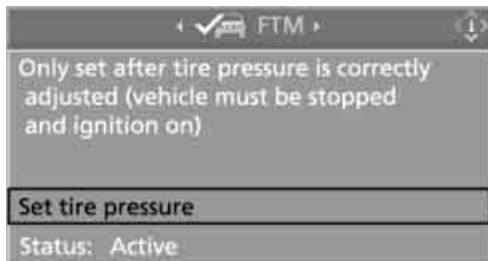 FTM
Only set after tire pressure is correctly
adjusted (vehicle must be stopped
and ignition on)
Set tire pressure
Status: Active